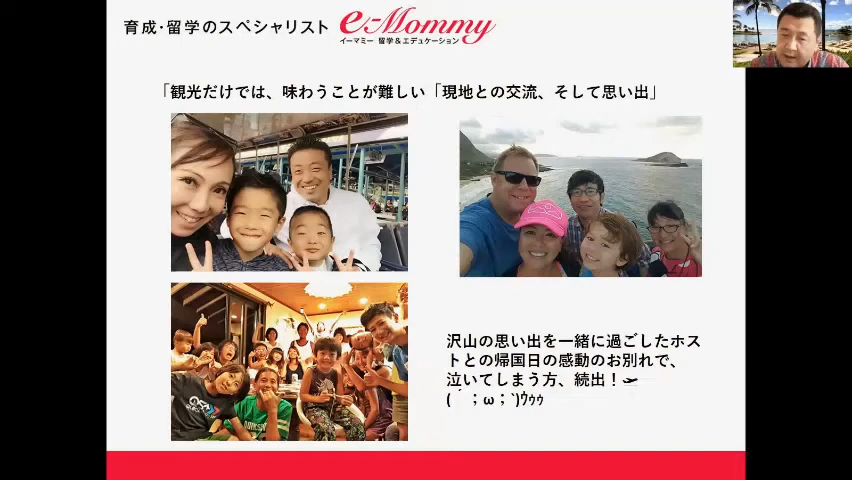 育成・留学のスペシャリスト e-Mommy
イーマミー 留学＆エデュケーション
「観光だけでは、味わうことが難しい「現地との交流、そして思い出」
沢山の思い出を一緒に過ごしたホス
トとの帰国日の感動のお別れで、
泣いてしまう方、続出！🛫
(´；ω；`)ｳｩｩ